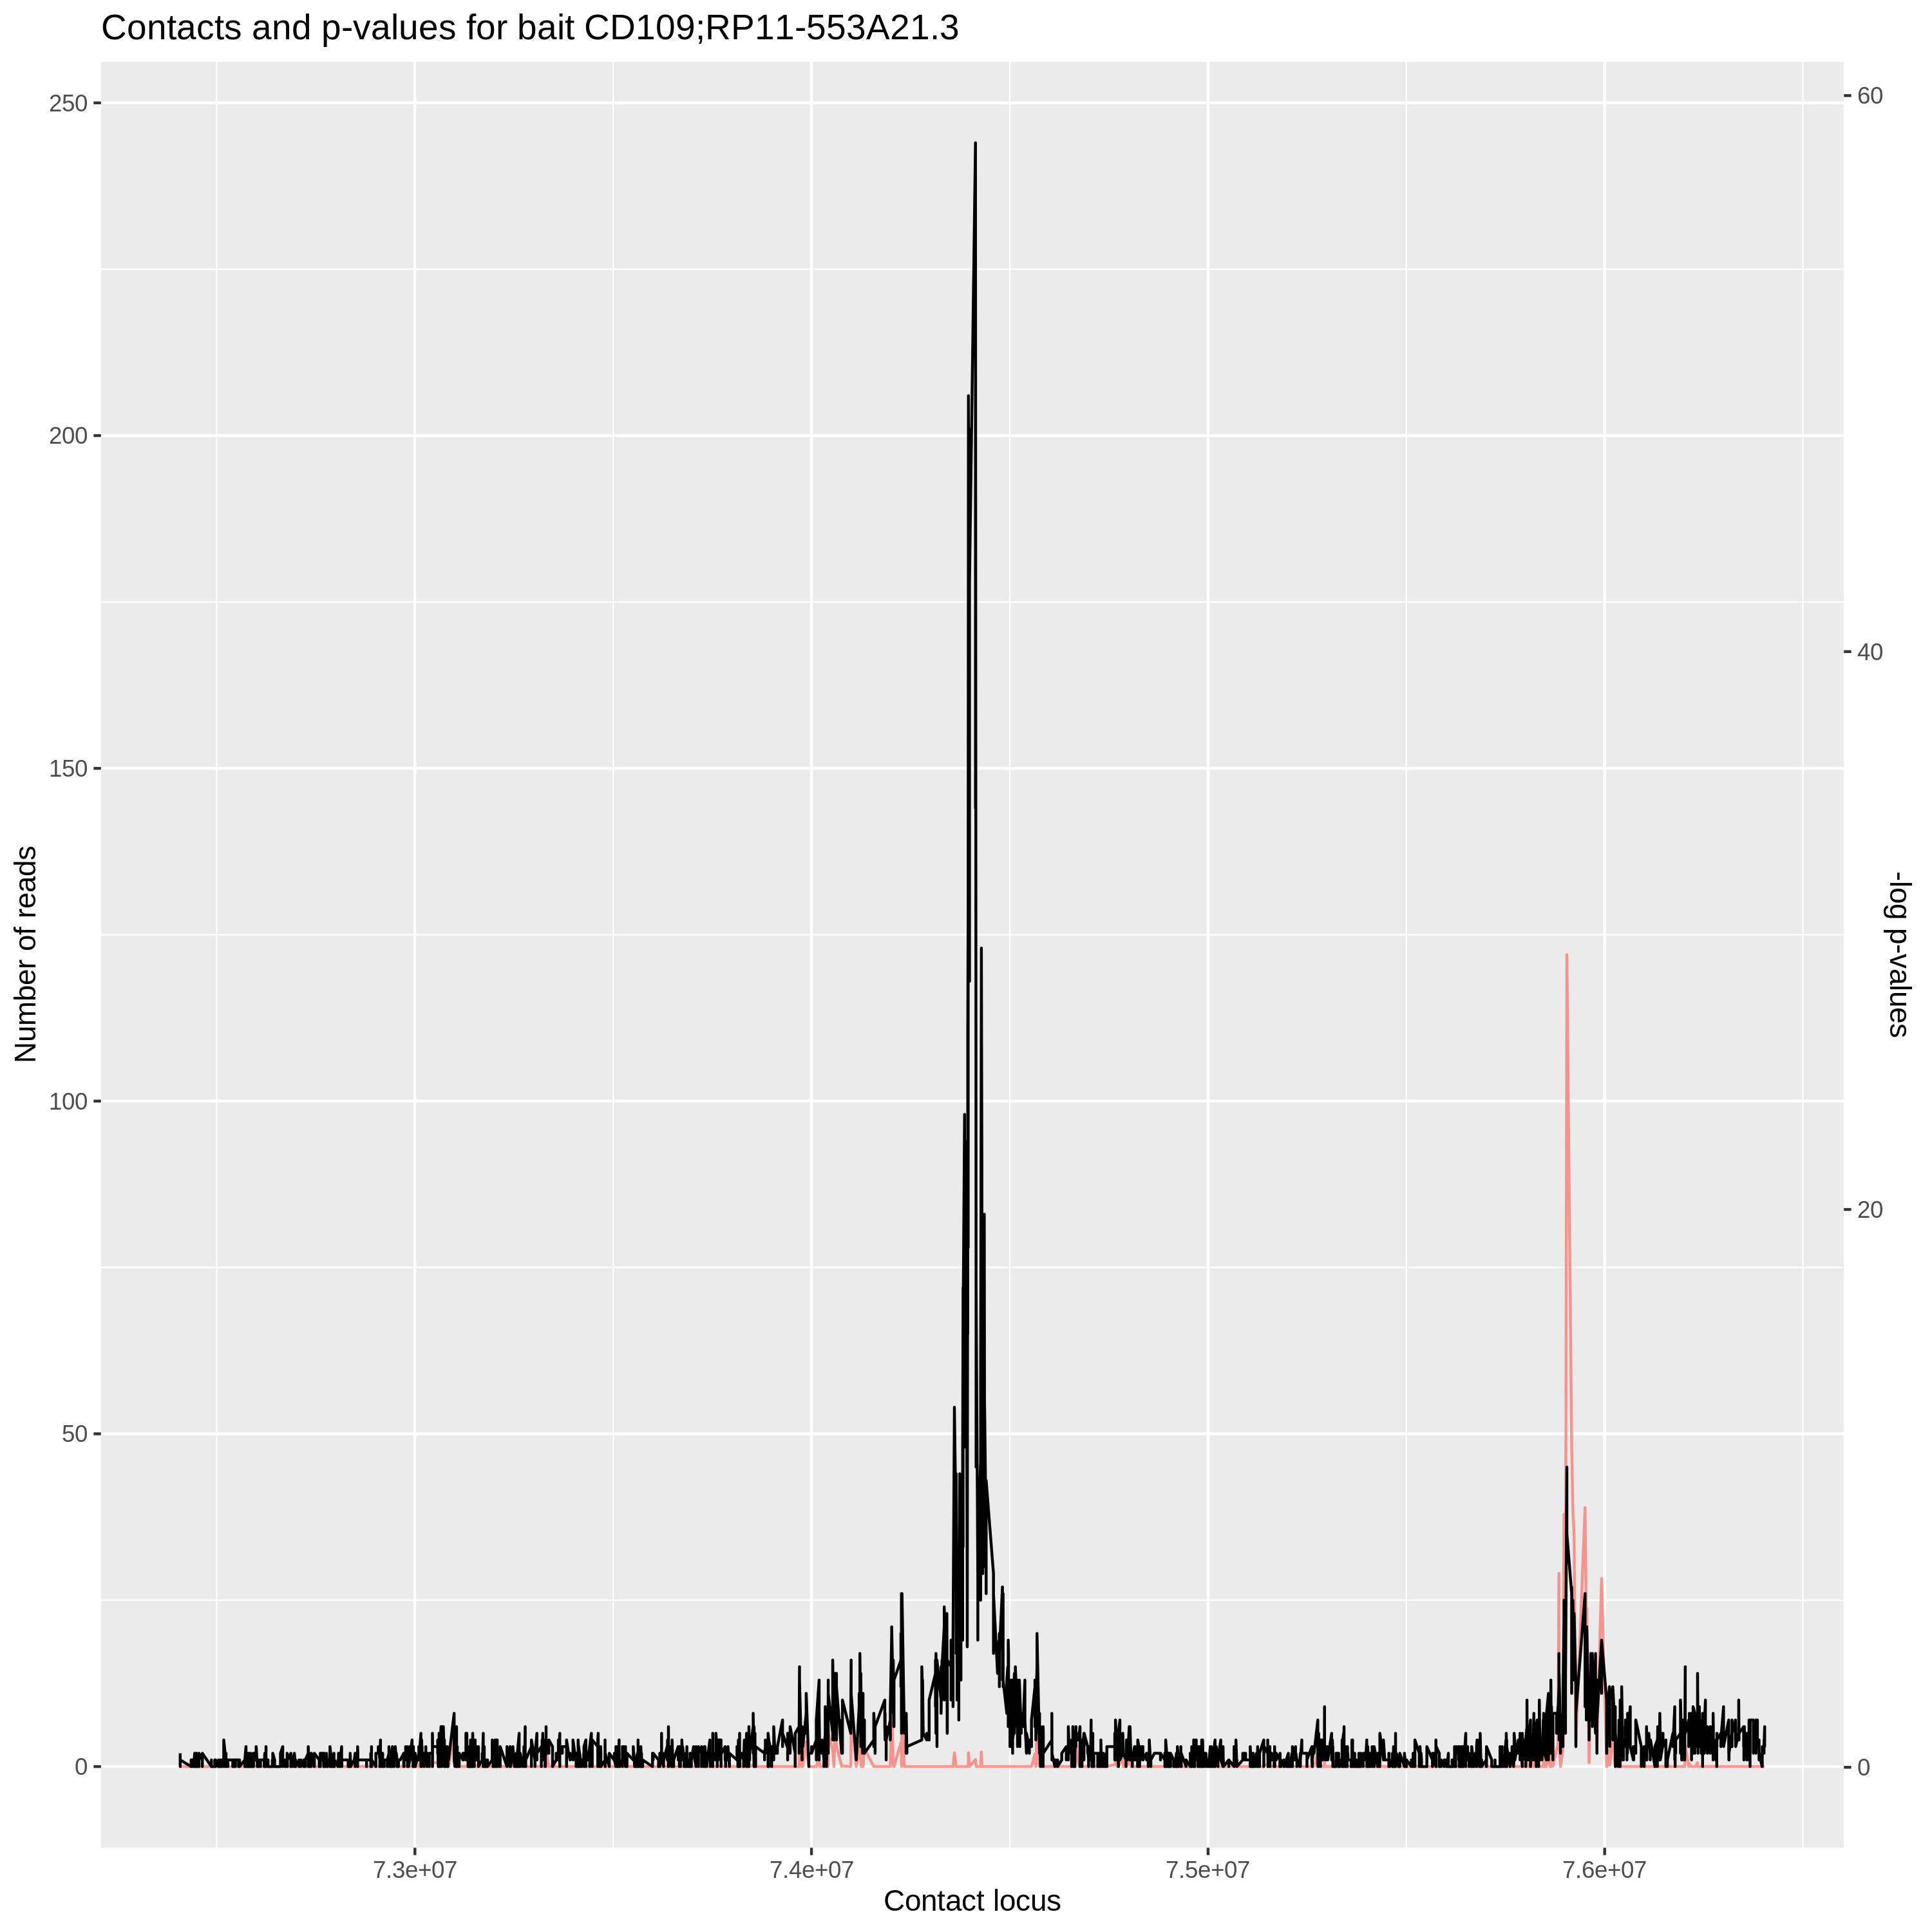 Contacts and p-values for bait CD109;RP11-553A21.3
250
200
150
100
50
0
Number of reads
60
40
20
0
-log p-values
7.3e+07
7.4e+07
7.5e+07
7.6e+07
Contact locus